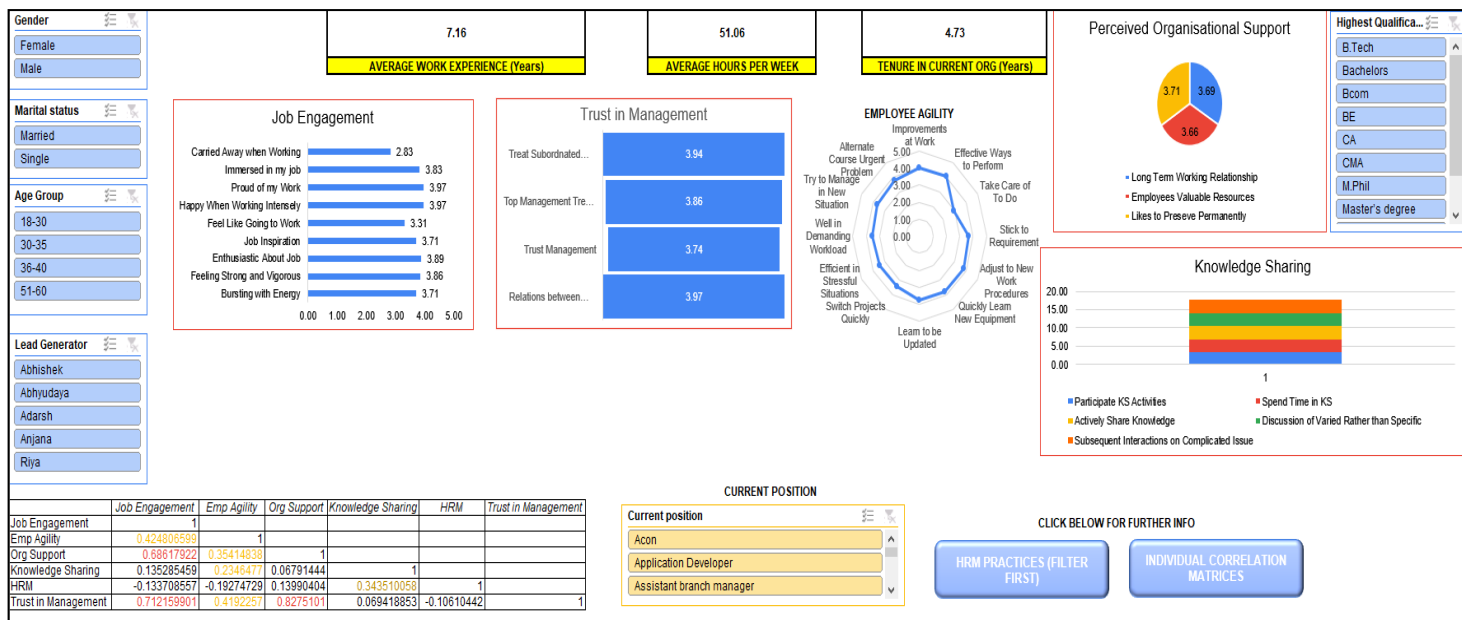 Gender
Female
Male
7.16
AVERAGE WORK EXPERIENCE (Years)
51.06
AVERAGE HOURS PER WEEK
4.73
TENURE IN CURRENT ORG (Years)
Perceived Organisational Support
3.71
3.69
3.66
Long Term Working Relationship
Employees Valuable Resources
Likes to Preseve Permanently
Highest Qualifica...
B.Tech
Bachelors
Bcom
BE
CA
CMA
M.Phil
Master's degree
Marital status
Married
Single
Age Group
18-30
30-35
36-40
51-60
Lead Generator
Abhishek
Abhyudaya
Adarsh
Anjana
Riya
Job Engagement
Carried Away when Working 2.83
Immersed in my job 3.83
Proud of my Work 3.97
Happy When Working Intensely 3.97
Feel Like Going to Work 3.31
Job Inspiration 3.71
Enthusiastic About Job 3.89
Feeling Strong and Vigorous 3.86
Bursting with Energy 3.71
0.00 1.00 2.00 3.00 4.00 5.00
Trust in Management
Treat Subordnated... 3.94
Top Management Tre... 3.86
Trust Management 3.74
Relations between... 3.97
EMPLOYEE AGILITY
Improvements
at Work
Effective Ways
to Perform
Take Care of
To Do
Stick to
Requirement
Adjust to New
Work
Procedures
Quickly Learn
New Equipment
Learn to be
Updated
Switch Projects
Quickly
Efficient in
Stressful
Situations
Well in
Demanding
Workload
Try to Manage
in New
Situation
Alternate
Course Urgent
Problem
5.00
4.00
3.00
2.00
1.00
0.00
Knowledge Sharing
20.00
15.00
10.00
5.00
0.00
1
Participate KS Activities
Spend Time in KS
Actively Share Knowledge
Discussion of Varied Rather than Specific
Subsequent Interactions on Complicated Issue
Job Engagement Emp Agility Org Support Knowledge Sharing HRM Trust in Management
Job Engagement 1
Emp Agility 0.424806599 1
Org Support 0.68617922 0.35414838 1
Knowledge Sharing 0.135285459 0.2346477 0.06791444 1
HRM -0.133708557 -0.19274729 0.13990404 0.343510058 1
Trust in Management 0.712159901 0.4192257 0.8275101 0.069418853 -0.10610442 1
CURRENT POSITION
Current position
Acon
Application Developer
Assistant branch manager
CLICK BELOW FOR FURTHER INFO
HRM PRACTICES (FILTER
FIRST)
INDIVIDUAL CORRELATION
MATRICES